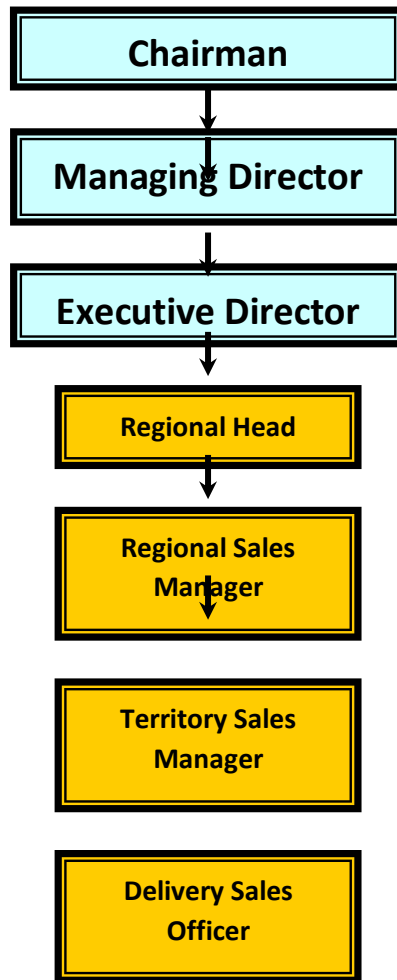 Chairman
Managing Director
Executive Director
Regional Head
Regional Sales
Manager
Territory Sales
Manager
Delivery Sales
Officer